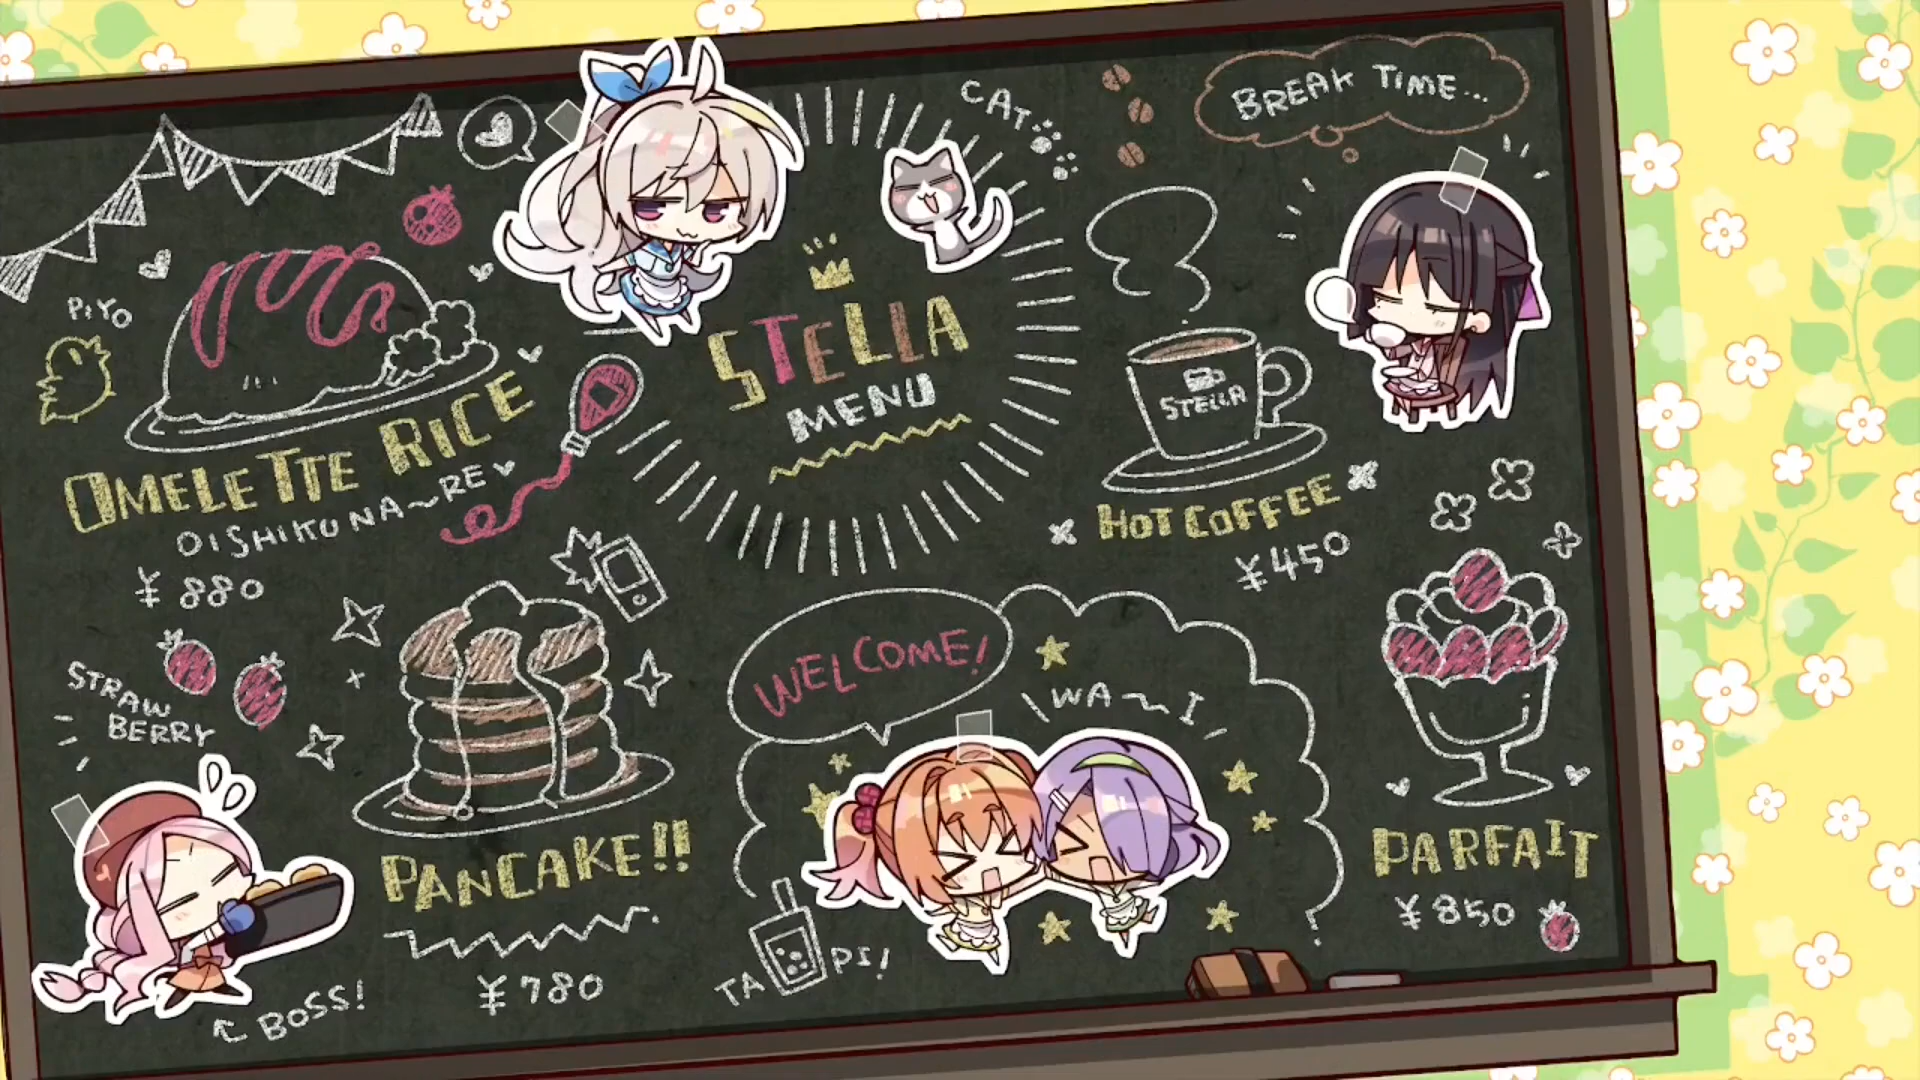 CAT
BREAK TIME...
PiYO
STELLA
MENU
STELLA
OMELETTE RICE
OISHIKUNA~RE♥
¥880
HOT COFFEE
¥450
STRAW
BERRY
WELCOME!
\WA~I
PANCAKE!!
¥780
PARFAIT
¥850
TA PI!
BOSS!